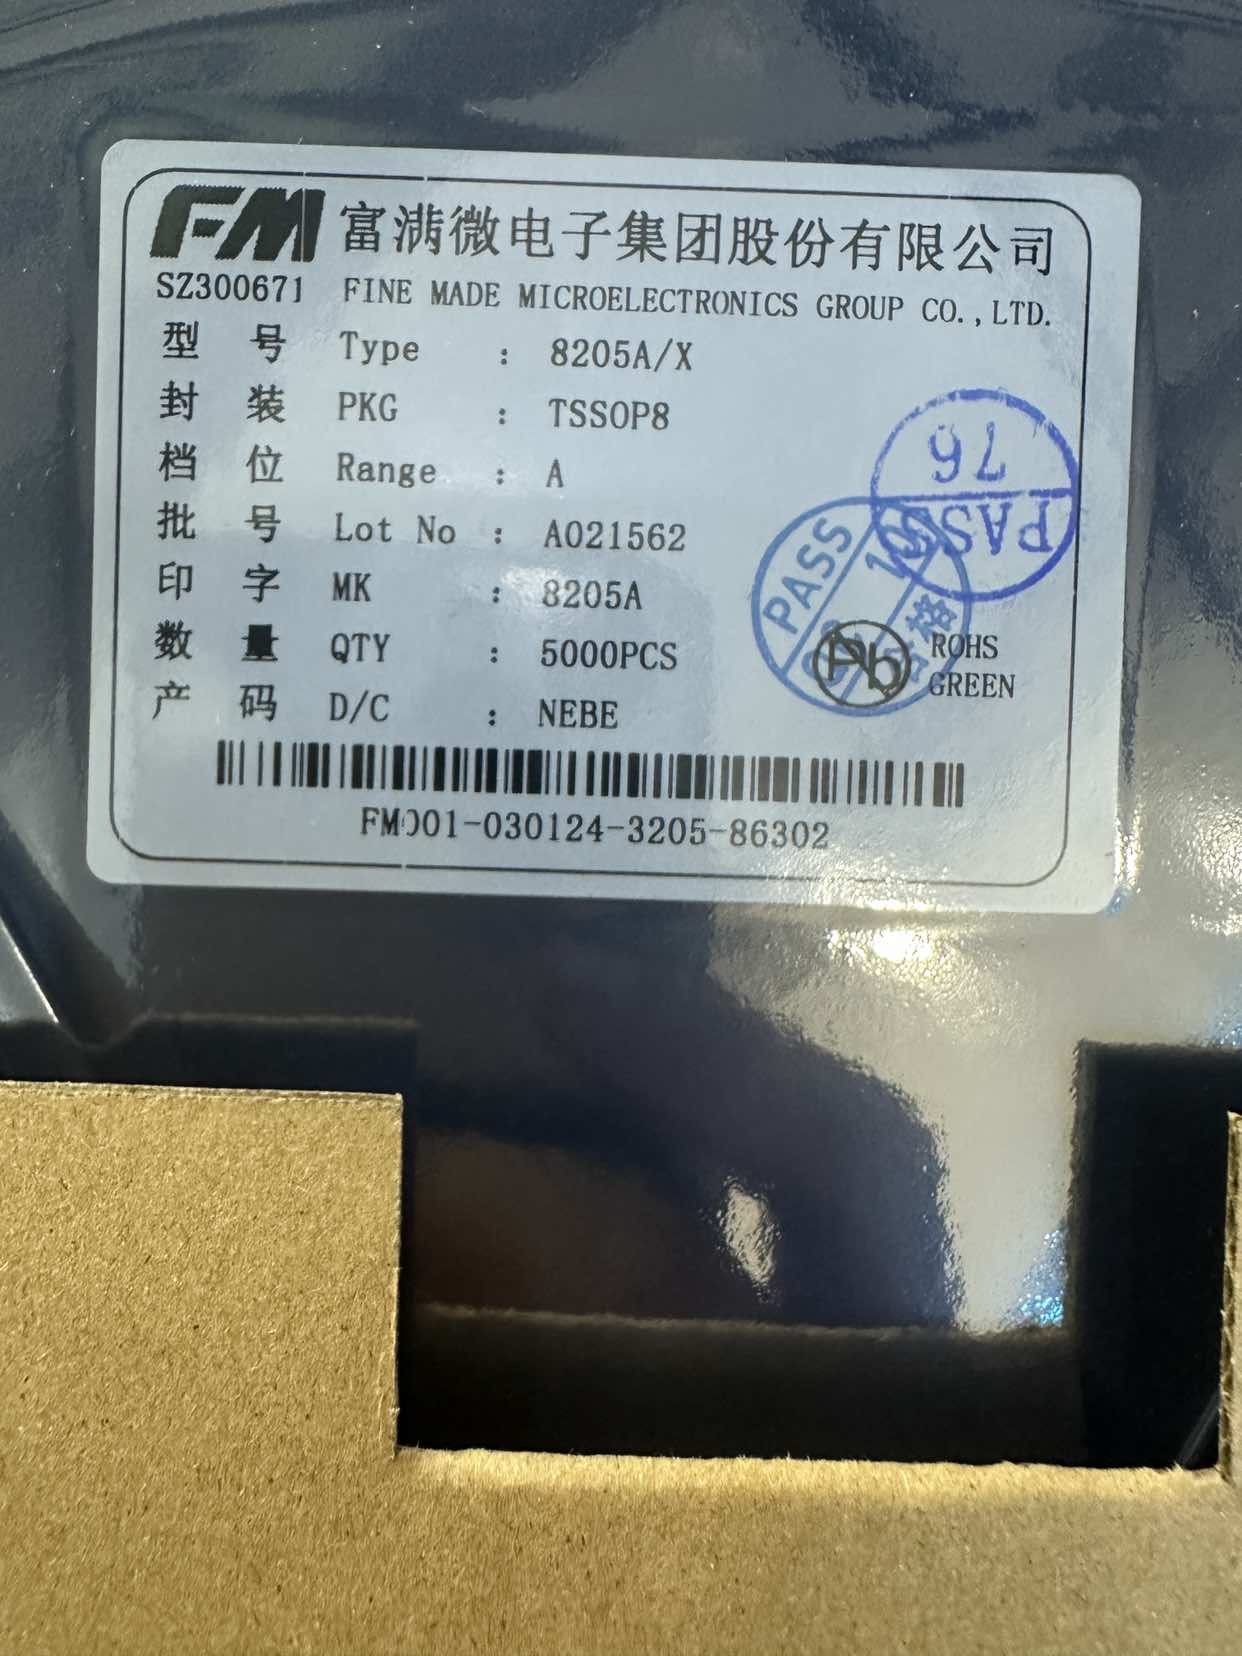 FM 富满微电子集团股份有限公司
SZ300671 FINE MADE MICROELECTRONICS GROUP CO.,LTD.
型 号 Type : 8205A/X
封 装 PKG : TSSOP8
档 位 Range : A
批 号 Lot No : A021562
印 字 MK : 8205A
数 量 QTY : 5000PCS
产 码 D/C : NEBE
FM001-030124-3205-86302
76
PASS
PASS
Pb
ROHS
GREEN